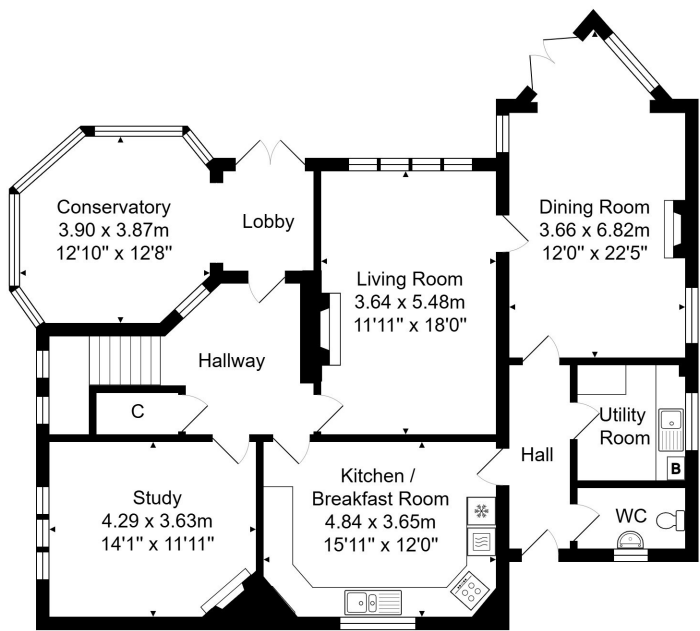 Conservatory
3.90 x 3.87m
12'10" x 12'8"
Lobby
Dining Room
3.66 x 6.82m
12'0" x 22'5"
Living Room
3.64 x 5.48m
11'11" x 18'0"
Hallway
C
Utility
Room
B
Hall
Kitchen /
Breakfast Room
4.84 x 3.65m
15'11" x 12'0"
Study
4.29 x 3.63m
14'1" x 11'11"
WC